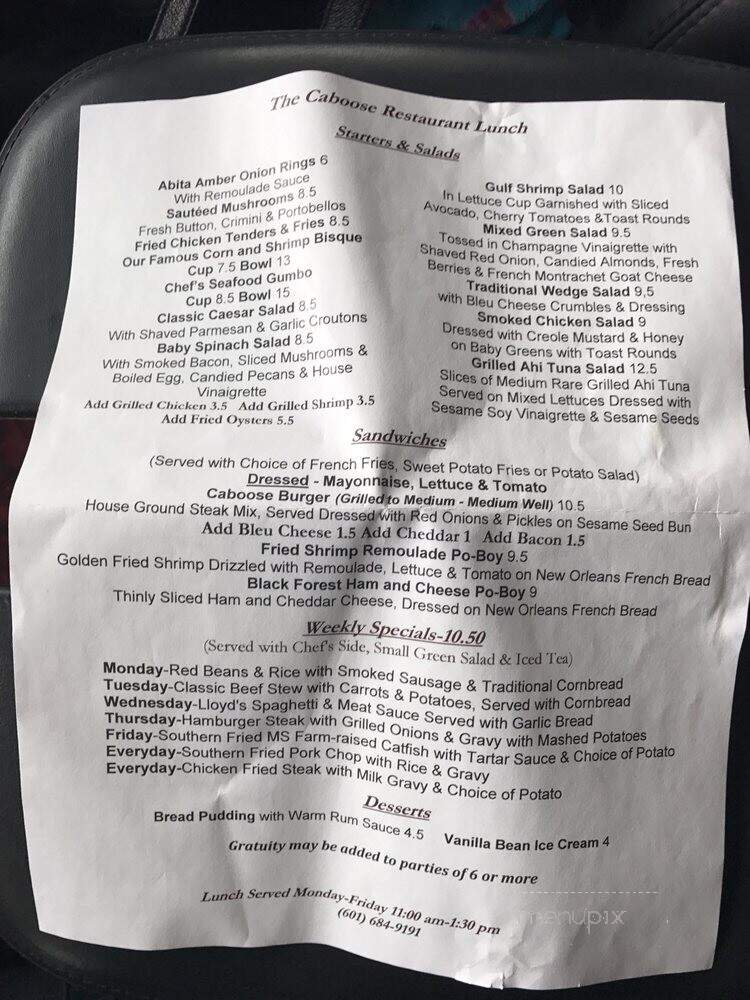 The Caboose Restaurant Lunch
Starters & Salads
Abita Amber Onion Rings 6
With Remoulade Sauce
Sautéed Mushrooms 8.5
Fresh Button, Crimini & Portobellos
Fried Chicken Tenders & Fries 8.5
Our Famous Corn and Shrimp Bisque
Cup 7.5 Bowl 13
Chef's Seafood Gumbo
Cup 8.5 Bowl 15
Classic Caesar Salad 8.5
With Shaved Parmesan & Garlic Croutons
Baby Spinach Salad 8.5
With Smoked Bacon, Sliced Mushrooms &
Boiled Egg, Candied Pecans & House
Vinaigrette
Add Grilled Chicken 3.5 Add Grilled Shrimp 3.5
Add Fried Oysters 5.5
Gulf Shrimp Salad 10
In Lettuce Cup Garnished with Sliced
Avocado, Cherry Tomatoes &Toast Rounds
Mixed Green Salad 9.5
Tossed in Champagne Vinaigrette with
Shaved Red Onion, Candied Almonds, Fresh
Berries & French Montrachet Goat Cheese
Traditional Wedge Salad 9,5
with Bleu Cheese Crumbles & Dressing
Smoked Chicken Salad 9
Dressed with Creole Mustard & Honey
on Baby Greens with Toast Rounds
Grilled Ahi Tuna Salad 12.5
Slices of Medium Rare Grilled Ahi Tuna
Served on Mixed Lettuces Dressed with
Sesame Soy Vinaigrette & Sesame Seeds
Sandwiches
(Served with Choice of French Fries, Sweet Potato Fries or Potato Salad)
Dressed - Mayonnaise, Lettuce & Tomato
Caboose Burger (Grilled to Medium - Medium Well) 10.5
House Ground Steak Mix, Served Dressed with Red Onions & Pickles on Sesame Seed Bun
Add Bleu Cheese 1.5 Add Cheddar 1 Add Bacon 1.5
Fried Shrimp Remoulade Po-Boy 9.5
Golden Fried Shrimp Drizzled with Remoulade, Lettuce & Tomato on New Orleans French Bread
Black Forest Ham and Cheese Po-Boy 9
Thinly Sliced Ham and Cheddar Cheese, Dressed on New Orleans French Bread
Weekly Specials-10.50
(Served with Chef's Side, Small Green Salad & Iced Tea)
Monday-Red Beans & Rice with Smoked Sausage & Traditional Cornbread
Tuesday-Classic Beef Stew with Carrots & Potatoes, Served with Cornbread
Wednesday-Lloyd's Spaghetti & Meat Sauce Served with Garlic Bread
Thursday-Hamburger Steak with Grilled Onions & Gravy with Mashed Potatoes
Friday-Southern Fried MS Farm-raised Catfish with Tartar Sauce & Choice of Potato
Everyday-Southern Fried Pork Chop with Rice & Gravy
Everyday-Chicken Fried Steak with Milk Gravy & Choice of Potato
Desserts
Bread Pudding with Warm Rum Sauce 4.5 Vanilla Bean Ice Cream 4
Gratuity may be added to parties of 6 or more
Lunch Served Monday-Friday 11:00 am-1:30 pm
(601) 684-9191
menupix